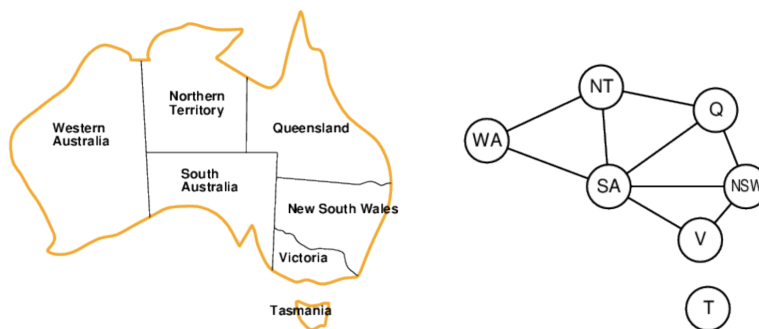 Northern
Territory
Western
Australia
Queensland
South
Australia
New South Wales
Victoria
Tasmania
NT
Q
WA
SA
NSW
V
T